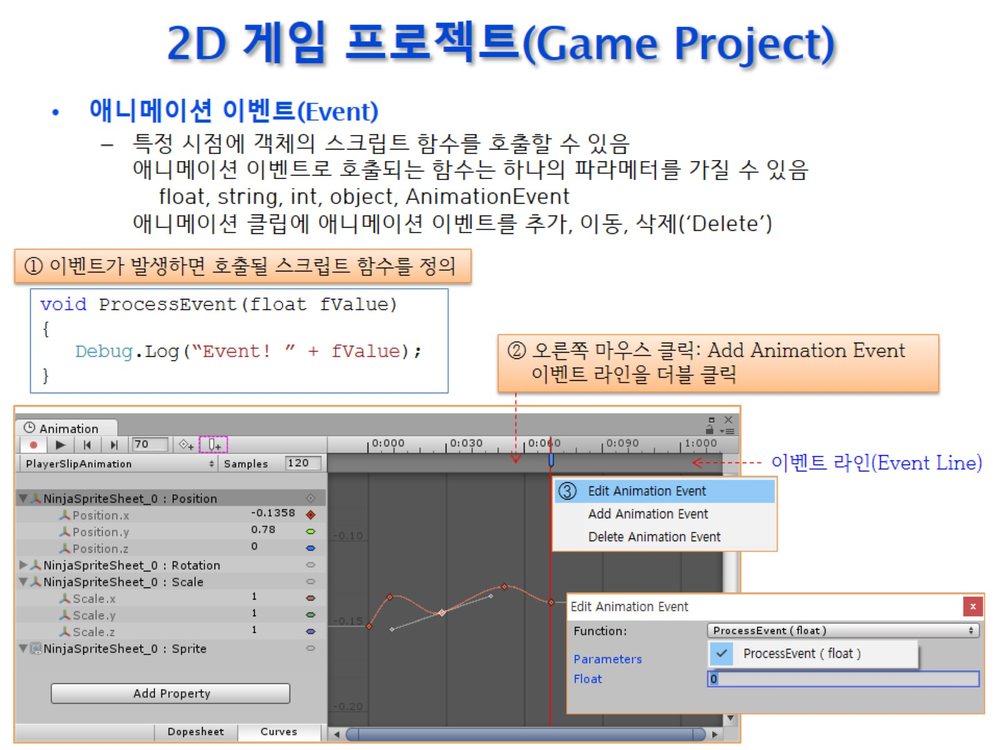 2D 게임 프로젝트(Game Project)
• 애니메이션 이벤트(Event)
– 특정 시점에 객체의 스크립트 함수를 호출할 수 있음
애니메이션 이벤트로 호출되는 함수는 하나의 파라메터를 가질 수 있음
float, string, int, object, AnimationEvent
애니메이션 클립에 애니메이션 이벤트를 추가, 이동, 삭제(‘Delete’)
① 이벤트가 발생하면 호출될 스크립트 함수를 정의
void ProcessEvent(float fValue)
{
Debug.Log(“Event! ” + fValue);
}
② 오른쪽 마우스 클릭: Add Animation Event
이벤트 라인을 더블 클릭
Animation
70
0:000 0:030 0:060 0:090 1:000
PlayerSlipAnimation Samples 120
이벤트 라인(Event Line)
③ Edit Animation Event
Add Animation Event
Delete Animation Event
NinjaSpriteSheet_0 : Position
Position.x -0.1358
Position.y 0.78
Position.z 0
NinjaSpriteSheet_0 : Rotation
NinjaSpriteSheet_0 : Scale
Scale.x 1
Scale.y 1
Scale.z 1
NinjaSpriteSheet_0 : Sprite
Add Property
Dopesheet Curves
-0.10
-0.15
-0.20
Edit Animation Event x
Function: ProcessEvent ( float )
ProcessEvent ( float )
Parameters
Float 0